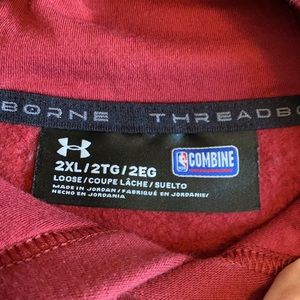 BORNE THREADBO
2XL/2TG/2EG
COMBINE
LOOSE/COUPE LÂCHE/SUELTO
MADE IN JORDAN/FABRIQUÉ EN JORDANIE/
HECHO EN JORDANIA